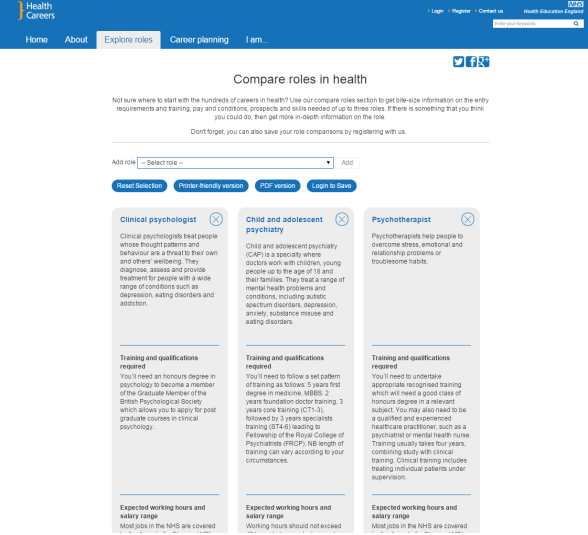 Health
Careers
Login
Register
Contact us
NHS
Health Education England
Enter your keywords
Home
About
Explore roles
Career planning
I am...
Compare roles in health
Not sure where to start with the hundreds of careers in health? Use our compare roles section to get bite-size information on the entry
requirements and training, pay and conditions, prospects and skills needed of up to three roles. If there is something that you think
you could do, then get more in-depth information on the role.
Don't forget, you can also save your role comparisons by registering with us.
Add role
-- Select role --
Add
Reset Selection
Printer-friendly version
PDF version
Login to Save
Clinical psychologist
Clinical psychologists treat people
whose thought patterns and
behaviour are a threat to their own
and others' wellbeing. They
diagnose, assess and provide
treatment for people with a wide
range of conditions such as
depression, eating disorders and
addiction.
Training and qualifications
required
You'll need an honours degree in
psychology to become a member
of the Graduate Member of the
British Psychological Society
which allows you to apply for post
graduate courses in clinical
psychology.
Expected working hours and
salary range
Most jobs in the NHS are covered
Child and adolescent
psychiatry
Child and adolescent psychiatry
(CAP) is a specialty where
doctors work with children, young
people up to the age of 18 and
their families. They treat a range of
mental health problems and
conditions, including autistic
spectrum disorders, depression,
anxiety, substance misuse and
eating disorders.
Training and qualifications
required
You'll need to follow a set pattern
of training as follows: 5 years first
degree in medicine, MBBS, 2
years foundation doctor training, 3
years core training (CT1-3),
followed by 3 years specialists
training (ST4-6) leading to
Fellowship of the Royal College of
Psychiatrists (FRCP). NB length of
training can vary according to your
circumstances.
Expected working hours and
salary range
Working hours should not exceed
Psychotherapist
Psychotherapists help people to
overcome stress, emotional and
relationship problems or
troublesome habits.
Training and qualifications
required
You'll need to undertake
appropriate recognised training
which will need a good class of
honours degree in a relevant
subject. You may also need to be
a qualified and experienced
healthcare practitioner, such as a
psychiatrist or mental health nurse.
Training usually takes four years,
combining study with clinical
training. Clinical training includes
treating individual patients under
supervision.
Expected working hours and
salary range
Most jobs in the NHS are covered